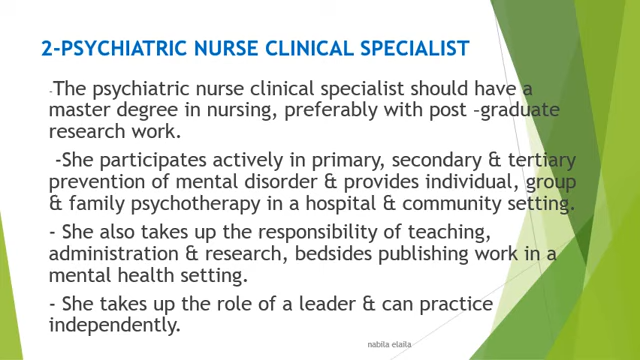 2-PSYCHIATRIC NURSE CLINICAL SPECIALIST
-The psychiatric nurse clinical specialist should have a
master degree in nursing, preferably with post –graduate
research work.
-She participates actively in primary, secondary & tertiary
prevention of mental disorder & provides individual, group
& family psychotherapy in a hospital & community setting.
- She also takes up the responsibility of teaching,
administration & research, bedsides publishing work in a
mental health setting.
- She takes up the role of a leader & can practice
independently.
nabila elaila